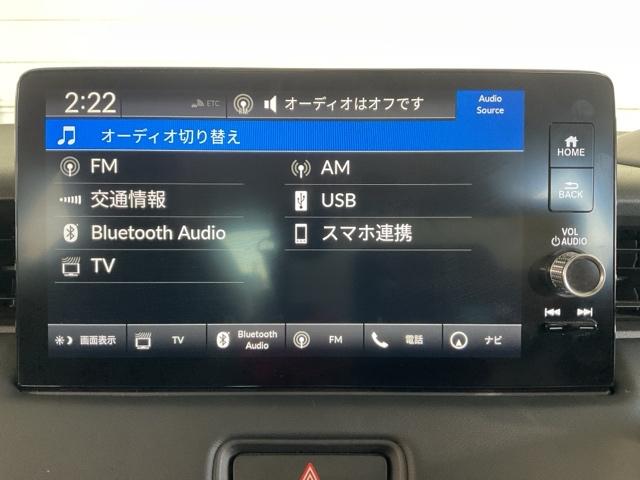 2:22
ETC
オーディオはオフです
Audio
Source
オーディオ切り替え
FM
AM
交通情報
USB
Bluetooth Audio
スマホ連携
TV
HOME
BACK
VOL
AUDIO
画面表示
TV
Bluetooth
Audio
FM
電話
ナビ